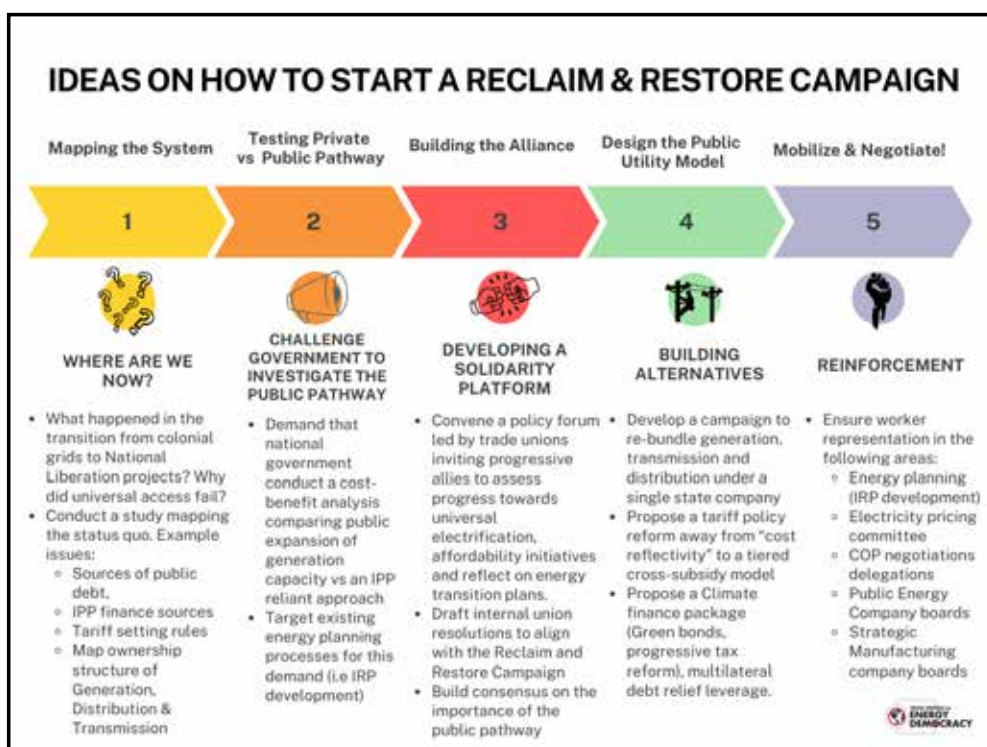 IDEAS ON HOW TO START A RECLAIM & RESTORE CAMPAIGN
Mapping the System
Testing Private
vs Public Pathway
Building the Alliance
Design the Public
Utility Model
Mobilize & Negotiate!
1
2
3
4
5
WHERE ARE WE
NOW?
• What happened in the
transition from colonial
grids to National
Liberation projects? Why
did universal access fail?
• Conduct a study mapping
the status quo. Example
issues:
◦ Sources of public
debt,
◦ IPP finance sources
◦ Tariff setting rules
◦ Map ownership
structure of
Generation,
Distribution &
Transmission
CHALLENGE
GOVERNMENT TO
INVESTIGATE THE
PUBLIC PATHWAY
• Demand that
national
government
conduct a cost-
benefit analysis
comparing public
expansion of
generation
capacity vs an IPP
reliant approach
• Target existing
energy planning
processes for this
demand (i.e IRP
development)
DEVELOPING A
SOLIDARITY
PLATFORM
• Convene a policy forum
led by trade unions
inviting progressive
allies to assess
progress towards
universal
electrification,
affordability initiatives
and reflect on energy
transition plans.
• Draft internal union
resolutions to align
with the Reclaim and
Restore Campaign
• Build consensus on the
importance of the
public pathway
BUILDING
ALTERNATIVES
• Develop a campaign to
re-bundle generation,
transmission and
distribution under a
single state company
• Propose a tariff policy
reform away from “cost
reflectivity” to a tiered
cross-subsidy model
• Propose a Climate
finance package
(Green bonds,
progressive tax
reform), multilateral
debt relief leverage.
REINFORCEMENT
• Ensure worker
representation in the
following areas:
◦ Energy planning
(IRP development)
◦ Electricity pricing
committee
◦ COP negotiations
delegations
◦ Public Energy
Company boards
◦ Strategic
Manufacturing
company boards
ENERGY
DEMOCRACY